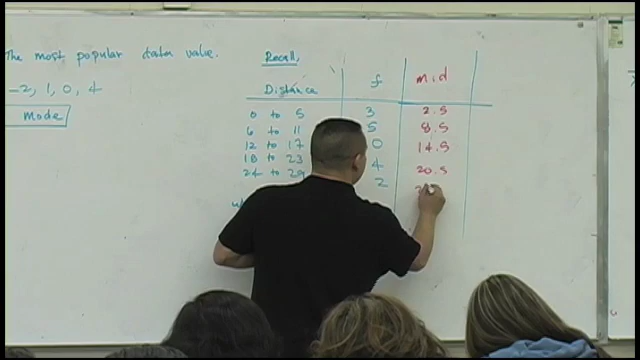 The most popular data value.
-2, 1, 0, 4
mode
Recall,
Distance f mid
0 to 5 3 2.5
6 to 11 5 8.5
12 to 17 0 14.5
18 to 23 4 20.5
24 to 29 2